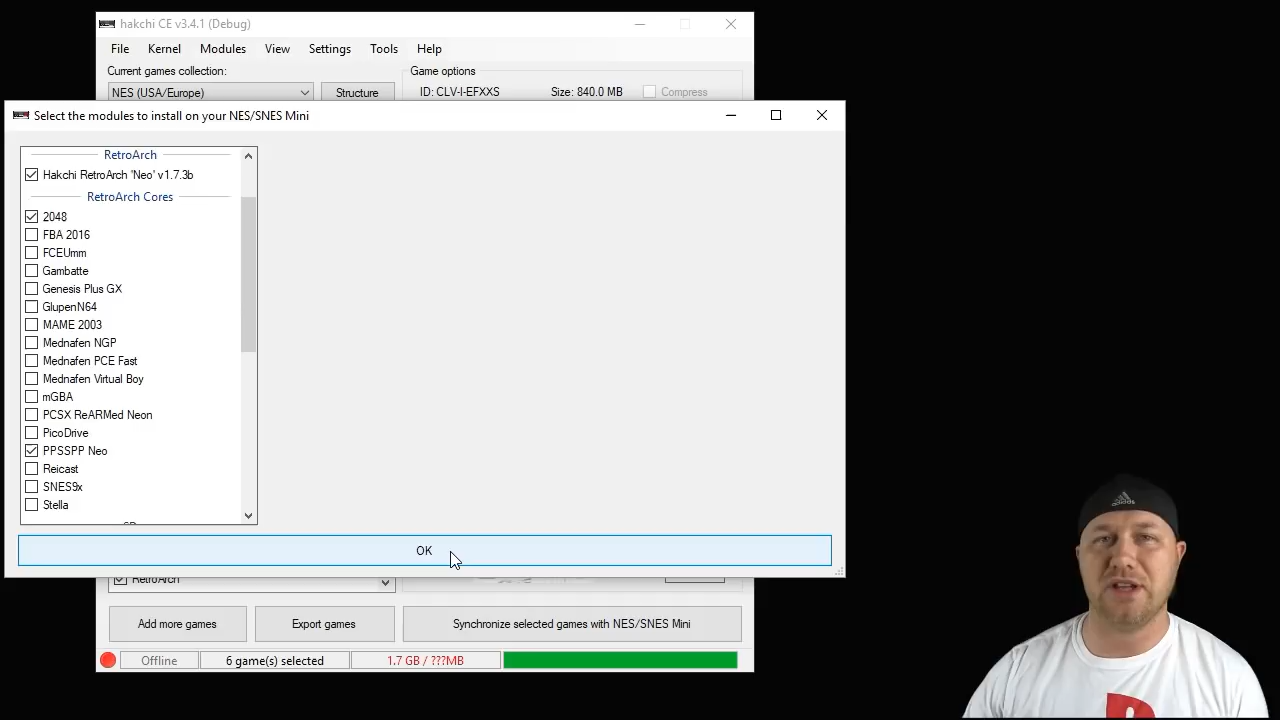 hakchi CE v3.4.1 (Debug)
File Kernel Modules View Settings Tools Help
Current games collection:
Game options
NES (USA/Europe)
Structure
ID: CLV-I-EFXXS
Size: 840.0 MB
Compress
Select the modules to install on your NES/SNES Mini
RetroArch
Hakchi RetroArch 'Neo' v1.7.3b
RetroArch Cores
2048
FBA 2016
FCEUmm
Gambatte
Genesis Plus GX
GlupenN64
MAME 2003
Mednafen NGP
Mednafen PCE Fast
Mednafen Virtual Boy
mGBA
PCSX ReARMed Neon
PicoDrive
PPSSPP Neo
Reicast
SNES9x
Stella
OK
RetroArch
Add more games
Export games
Synchronize selected games with NES/SNES Mini
Offline
6 game(s) selected
1.7 GB / ???MB
adidas